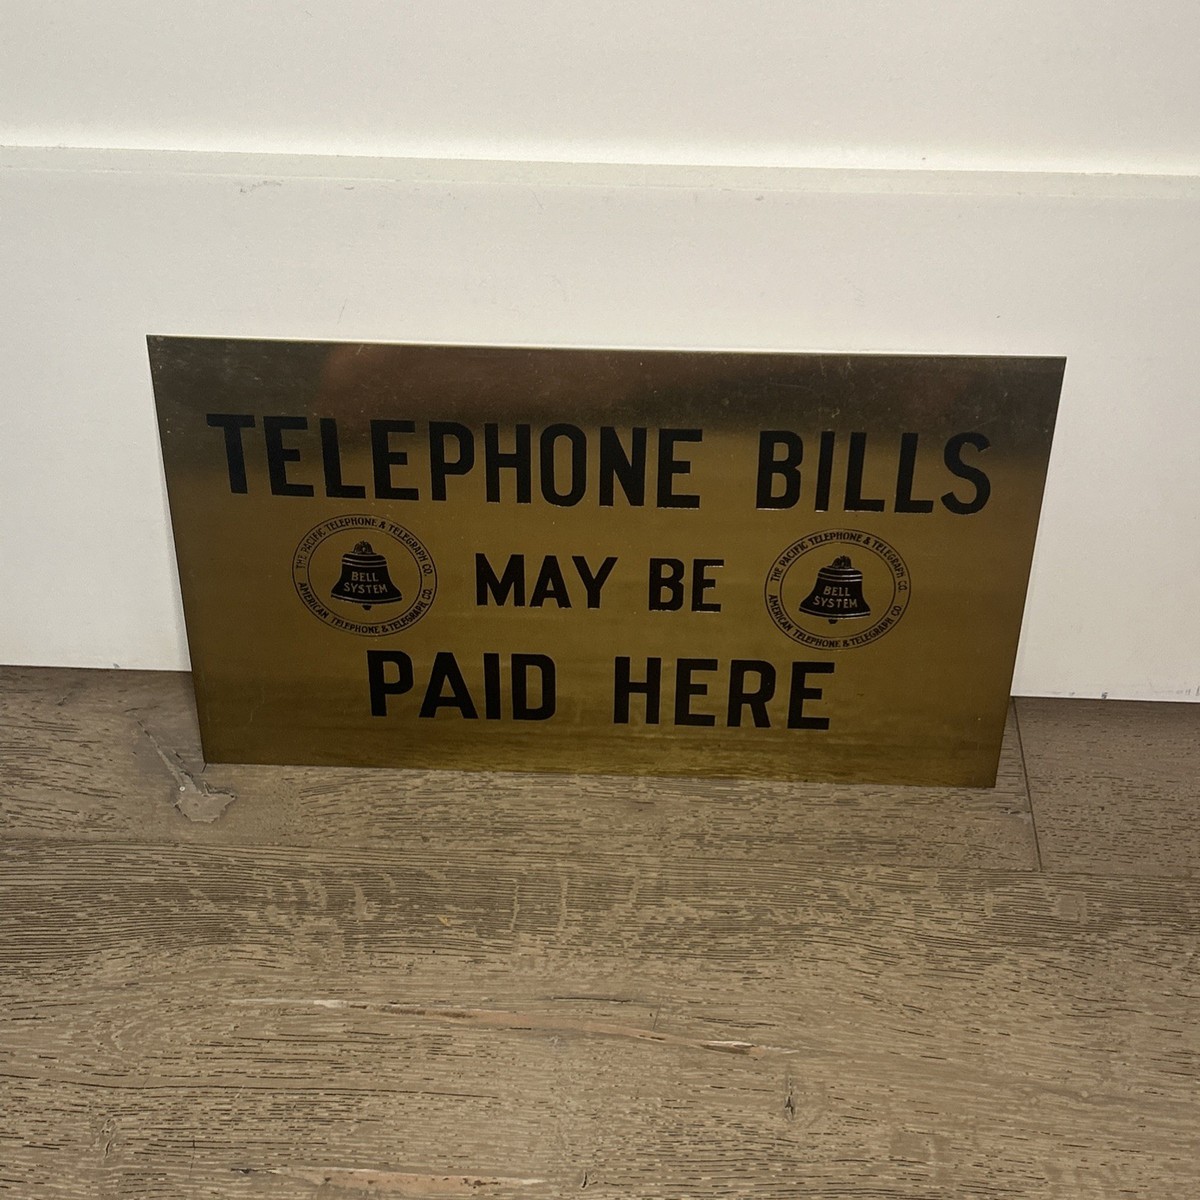 TELEPHONE BILLS
THE PACIFIC TELEPHONE & TELEGRAPH CO.
BELL
SYSTEM
AMERICAN TELEPHONE & TELEGRAPH CO.
MAY BE
THE PACIFIC TELEPHONE & TELEGRAPH CO.
BELL
SYSTEM
AMERICAN TELEPHONE & TELEGRAPH CO.
PAID HERE